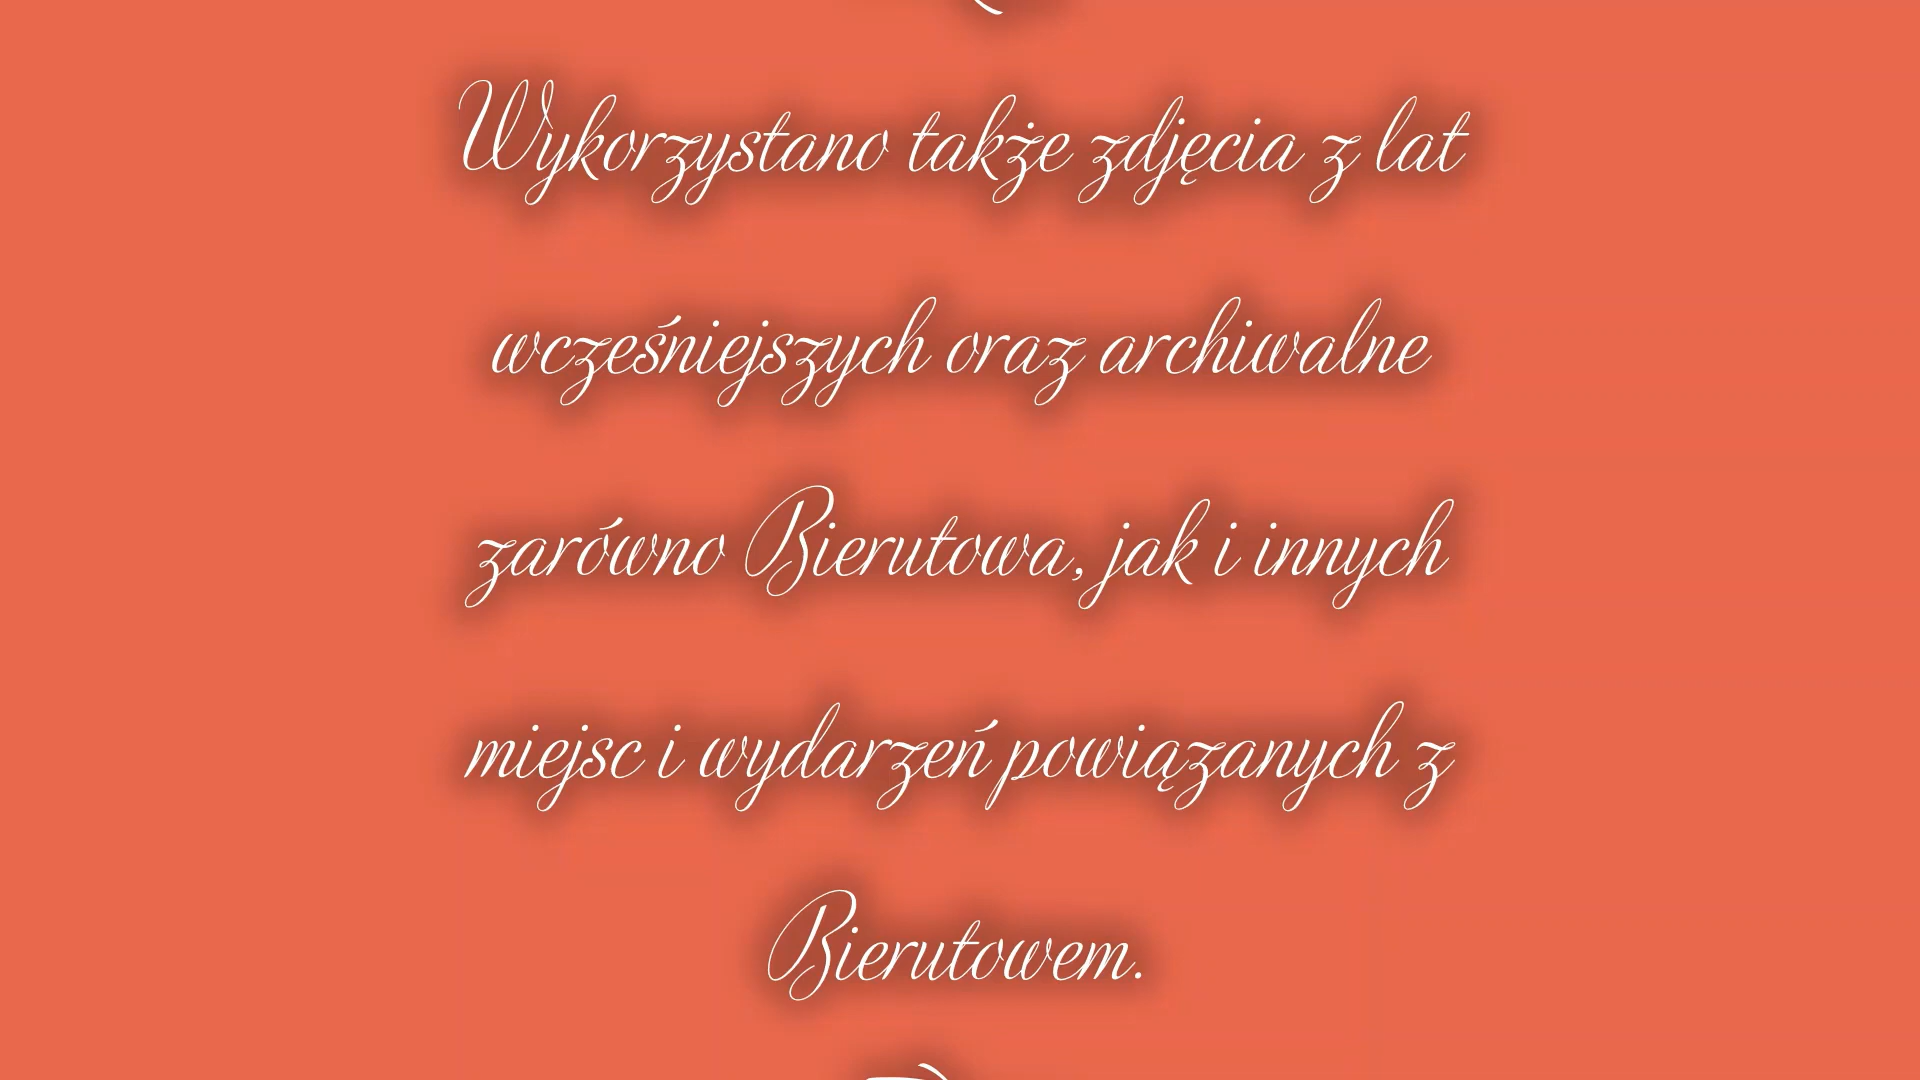 Wykorzystano także zdjęcia z lat
wcześniejszych oraz archiwalne
zarówno Bierutowa, jak i innych
miejsc i wydarzeń powiązanych z
Bierutowem.